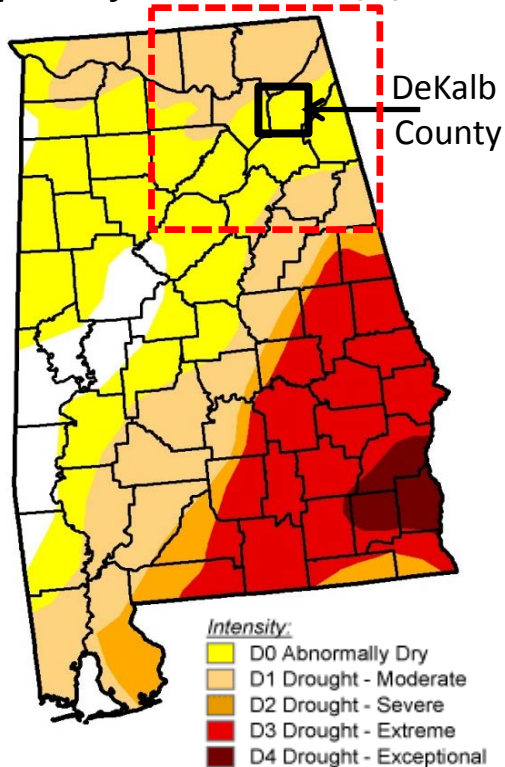 DeKalb
County
Intensity:
D0 Abnormally Dry
D1 Drought - Moderate
D2 Drought - Severe
D3 Drought - Extreme
D4 Drought - Exceptional